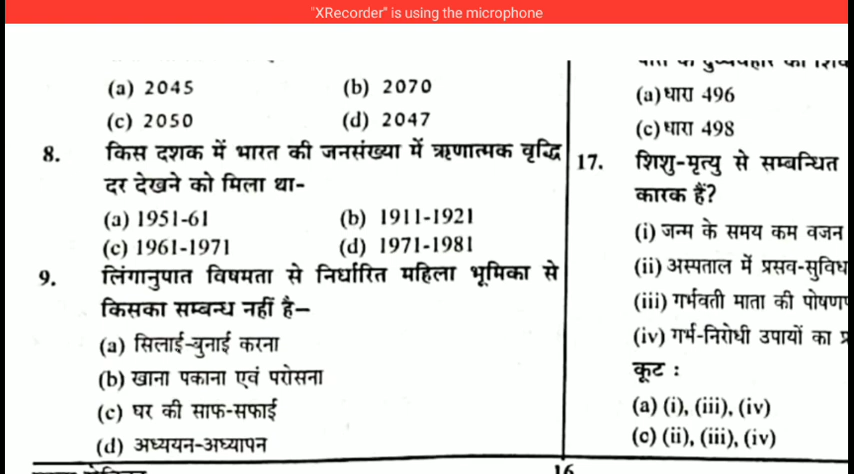 "XRecorder" is using the microphone
(a) 2045 (b) 2070
(c) 2050 (d) 2047
8. किस दशक में भारत की जनसंख्या में ऋणात्मक वृद्धि
दर देखने को मिला था-
(a) 1951-61 (b) 1911-1921
(c) 1961-1971 (d) 1971-1981
9. लिंगानुपात विषमता से निर्धारित महिला भूमिका से
किसका सम्बन्ध नहीं है–
(a) सिलाई-बुनाई करना
(b) खाना पकाना एवं परोसना
(c) घर की साफ-सफाई
(d) अध्ययन-अध्यापन
(a) धारा 496
(c) धारा 498
17. शिशु-मृत्यु से सम्बन्धित
कारक हैं?
(i) जन्म के समय कम वजन
(ii) अस्पताल में प्रसव-सुविध
(iii) गर्भवती माता की पोषण
(iv) गर्भ-निरोधी उपायों का
कूट :
(a) (i), (iii), (iv)
(c) (ii), (iii), (iv)
16